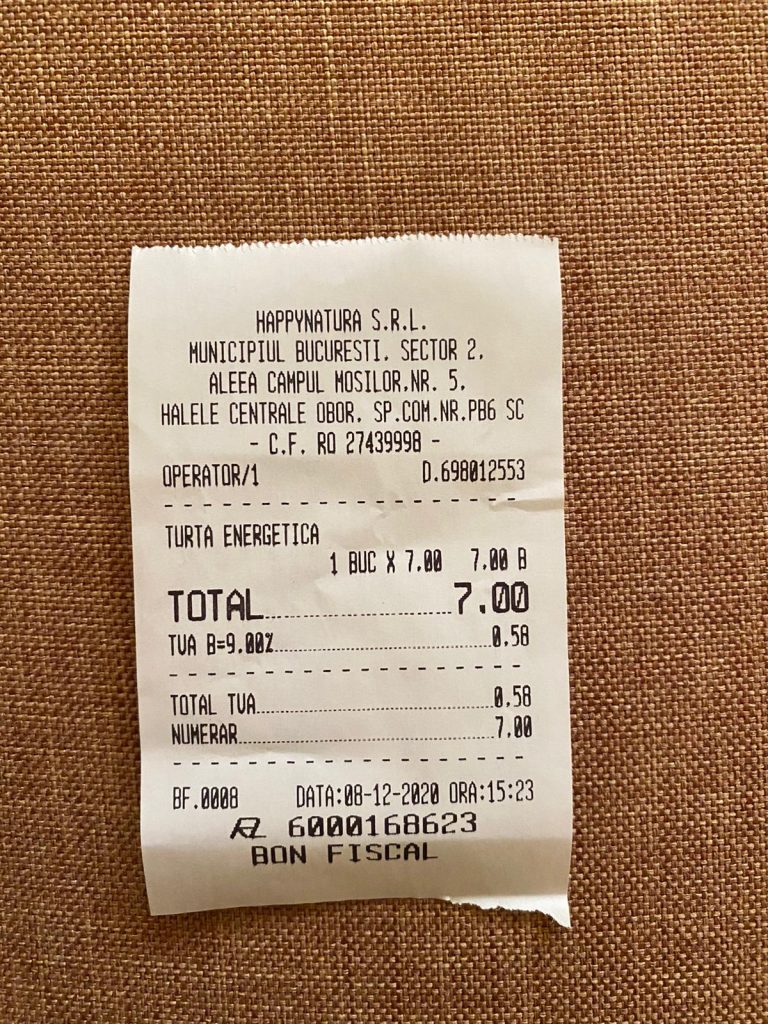 HAPPYNATURA S.R.L.
MUNICIPIUL BUCURESTI, SECTOR 2,
ALEEA CAMPUL MOSILOR,NR. 5,
HALELE CENTRALE OBOR, SP.COM.NR.PB6 SC
- C.F. RO 27439998 -
OPERATOR/1 D.698012553
TURTA ENERGETICA
1 BUC X 7.00 7.00 B
TOTAL 7.00
TVA B=9.00% 0.58
TOTAL TVA 0.58
NUMERAR 7.00
BF.0008 DATA:08-12-2020 ORA:15:23
6000168623
BON FISCAL